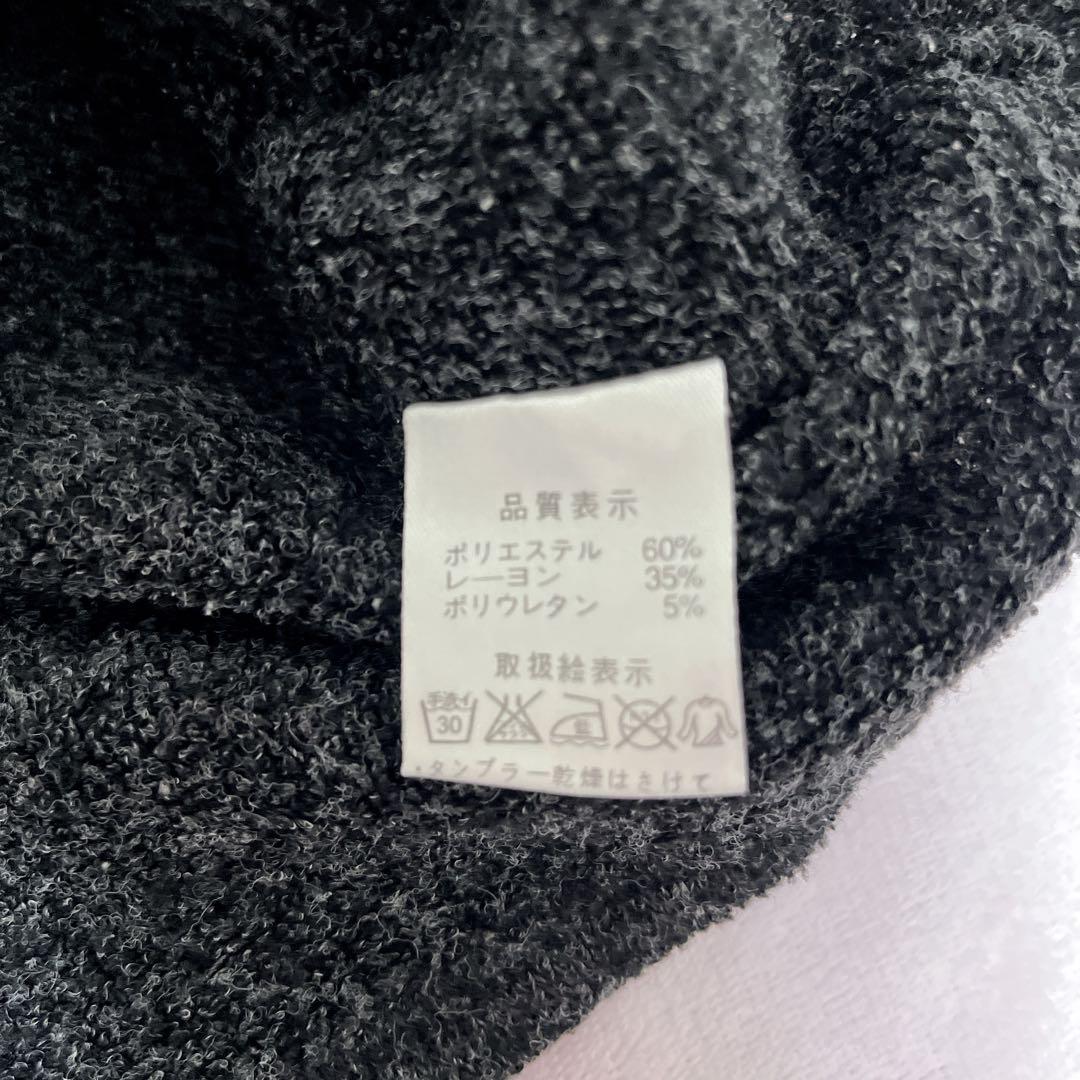 品質表示
ポリエステル 60%
レーヨン 35%
ポリウレタン 5%
取扱絵表示
手洗イ
30
・タンブラー乾燥はさけて